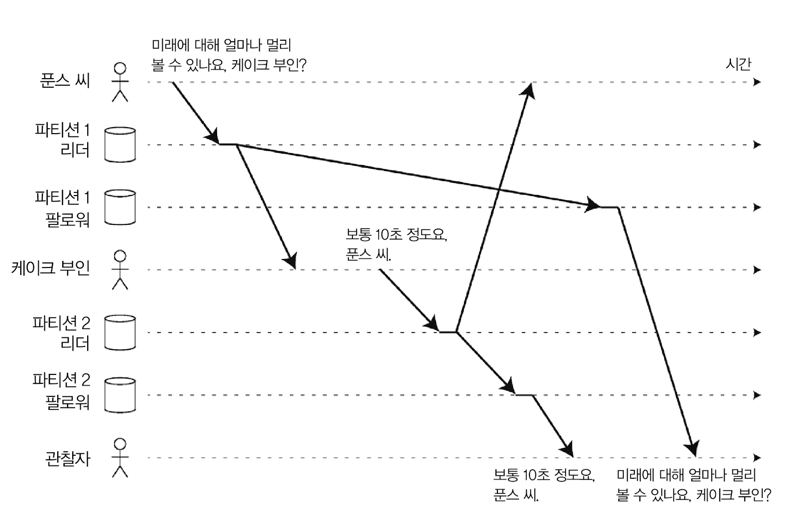 미래에 대해 얼마나 멀리
볼 수 있나요, 케이크 부인?
시간
푼스 씨
파티션 1
리더
파티션 1
팔로워
보통 10초 정도요,
푼스 씨.
케이크 부인
파티션 2
리더
파티션 2
팔로워
관찰자
보통 10초 정도요,
푼스 씨.
미래에 대해 얼마나 멀리
볼 수 있나요, 케이크 부인?